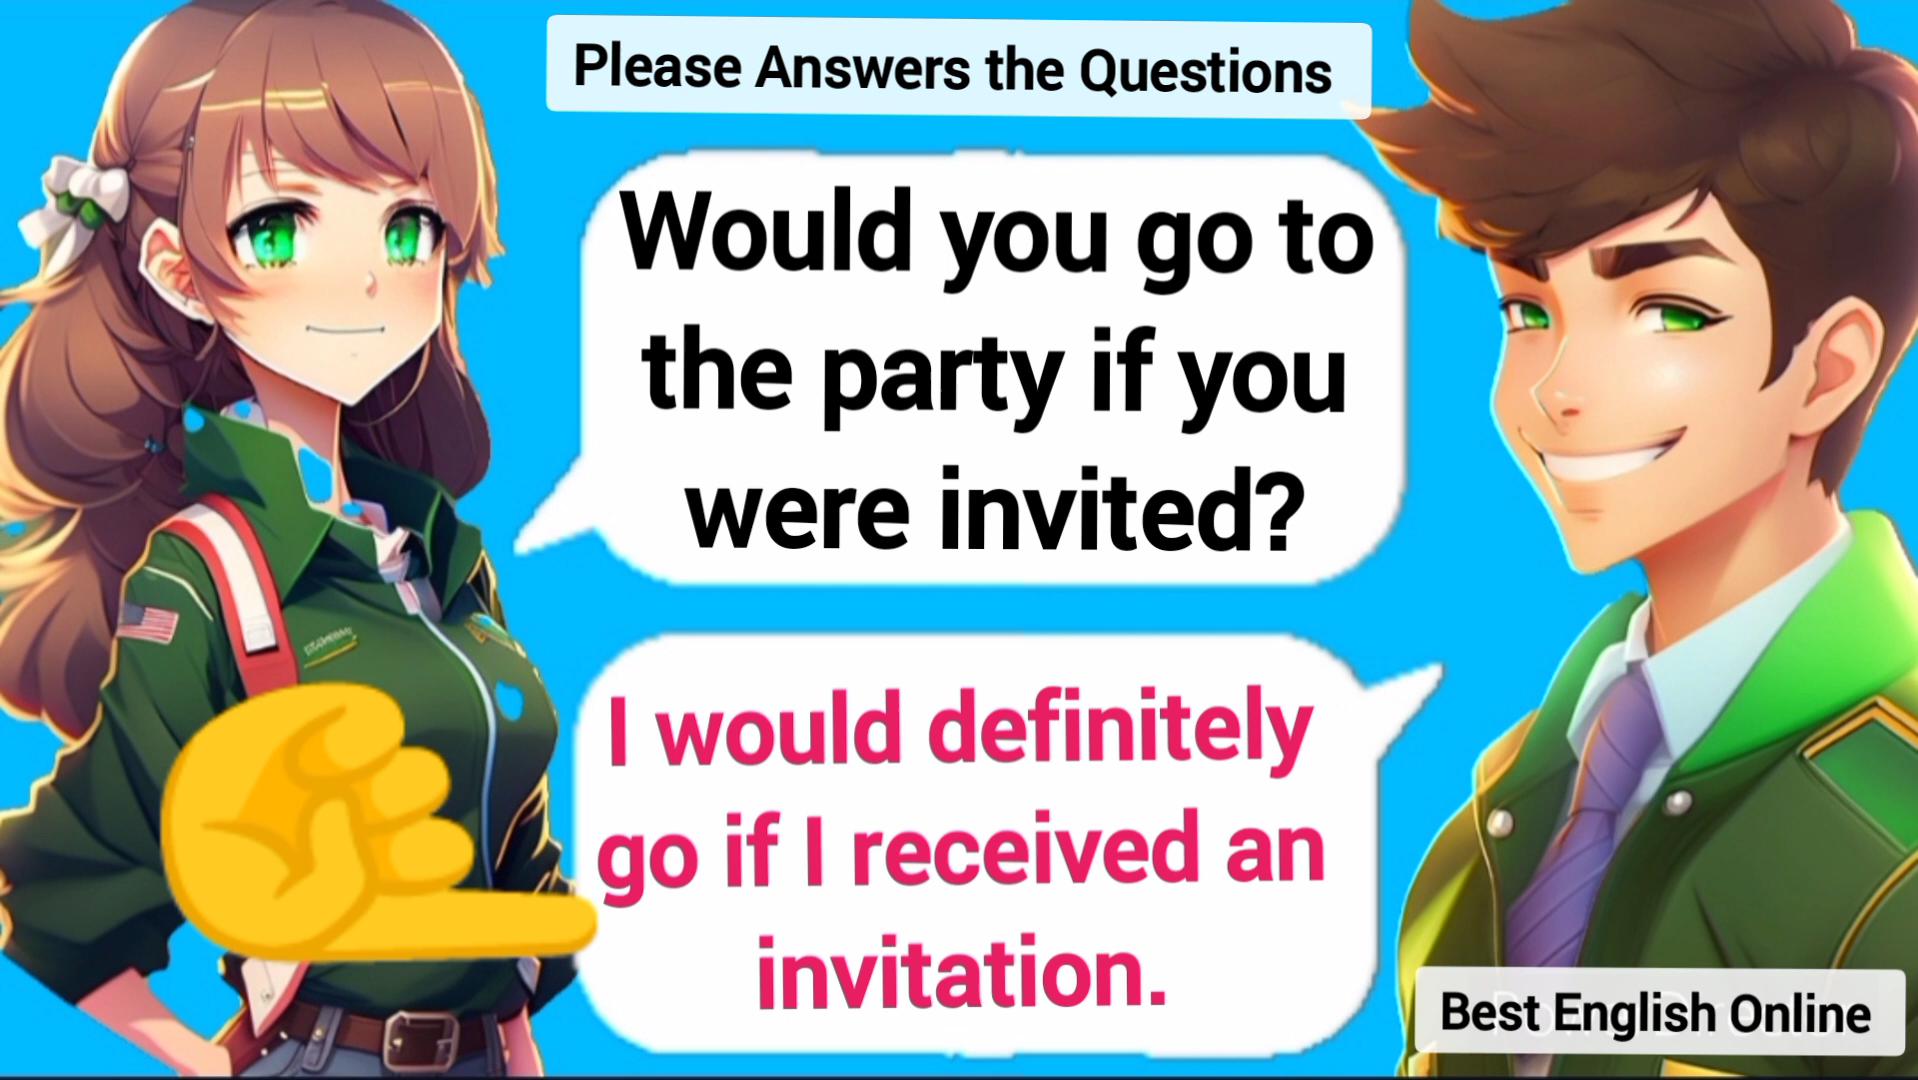 Please Answers the Questions
Would you go to
the party if you
were invited?
I would definitely
go if I received an
invitation.
Best English Online